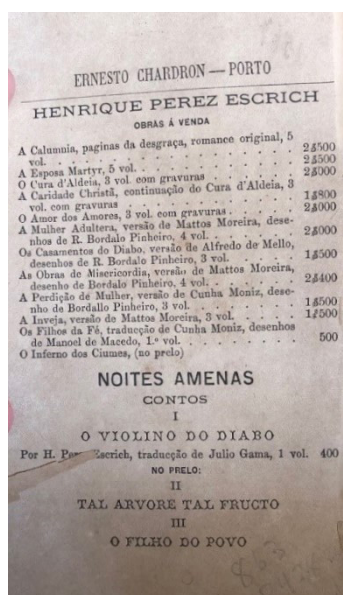 ERNESTO CHARDRON — PORTO
HENRIQUE PEREZ ESCRICH
OBRAS Á VENDA
A Calumnia, paginas da desgraça, romance original, 5
vol. . . . . . . . . . . . . . . 2$500
A Esposa Martyr, 5 vol. . . . . . . . . . 2$500
O Cura d'Aldeia, 3 vol. com gravuras . . . . . 2$000
A Caridade Christã, continuação do Cura d'Aldeia, 3
vol. com gravuras . . . . . . . . . . 1$800
O Amor dos Amores, 3 vol. com gravuras . . . . 2$000
A Mulher Adultera, versão de Mattos Moreira, dese-
nhos de R. Bordalo Pinheiro, 4 vol. . . . . . 2$000
Os Casamentos do Diabo, versão de Alfredo de Mello,
desenhos de R. Bordalo Pinheiro, 3 vol. . . . . 1$500
As Obras de Misericordia, versão de Mattos Moreira,
desenho de Bordalo Pinheiro, 4 vol. . . . . . 2$400
A Perdição de Mulher, versão de Cunha Moniz, dese-
nho de Bordallo Pinheiro, 3 vol. . . . . . . 1$500
A Inveja, versão de Mattos Moreira, 3 vol. . . . . 1$500
Os Filhos da Fé, traducção de Cunha Moniz, desenhos
de Manoel de Macedo, 1.º vol. . . . . . . 500
O Inferno dos Ciumes, (no prelo)
NOITES AMENAS
CONTOS
I
O VIOLINO DO DIABO
Por H. Escrich, traducção de Julio Gama, 1 vol. 400
NO PRELO:
II
TAL ARVORE TAL FRUCTO
III
O FILHO DO POVO